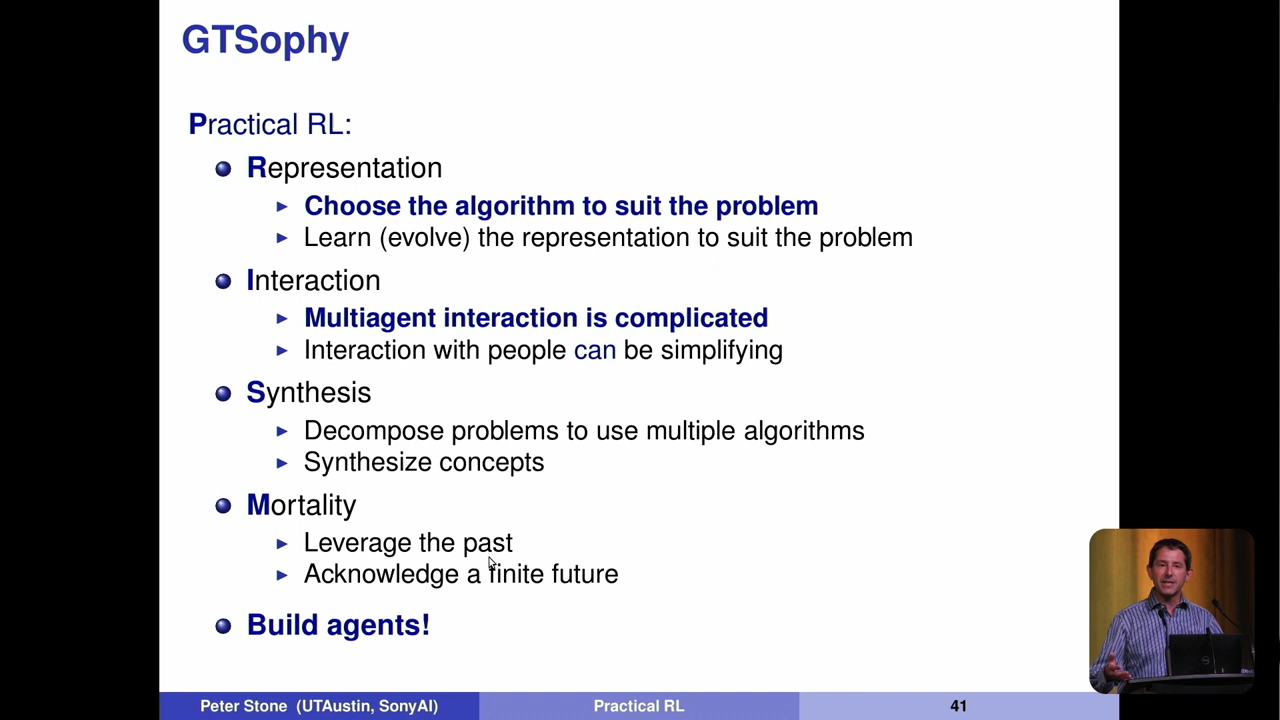 GTSophy
Practical RL:
Representation
Choose the algorithm to suit the problem
Learn (evolve) the representation to suit the problem
Interaction
Multiagent interaction is complicated
Interaction with people can be simplifying
Synthesis
Decompose problems to use multiple algorithms
Synthesize concepts
Mortality
Leverage the past
Acknowledge a finite future
Build agents!
Peter Stone (UTAustin, SonyAI) Practical RL 41